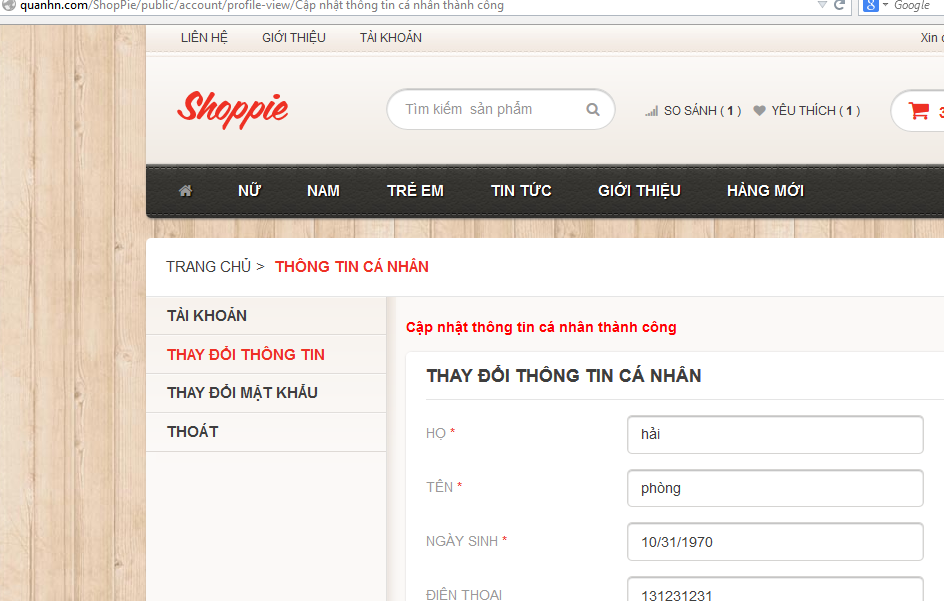 quanhn.com/ShopPie/public/account/profile-view/Cập nhật thông tin cá nhân thành công
Google
LIÊN HỆ GIỚI THIỆU TÀI KHOẢN Xin
Shoppie
Tìm kiếm sản phẩm
SO SÁNH ( 1 ) YÊU THÍCH ( 1 )
NỮ NAM TRẺ EM TIN TỨC GIỚI THIỆU HÀNG MỚI
TRANG CHỦ > THÔNG TIN CÁ NHÂN
TÀI KHOẢN
THAY ĐỔI THÔNG TIN
THAY ĐỔI MẬT KHẨU
THOÁT
Cập nhật thông tin cá nhân thành công
THAY ĐỔI THÔNG TIN CÁ NHÂN
HỌ * hải
TÊN * phòng
NGÀY SINH * 10/31/1970
ĐIỆN THOẠI 131231231